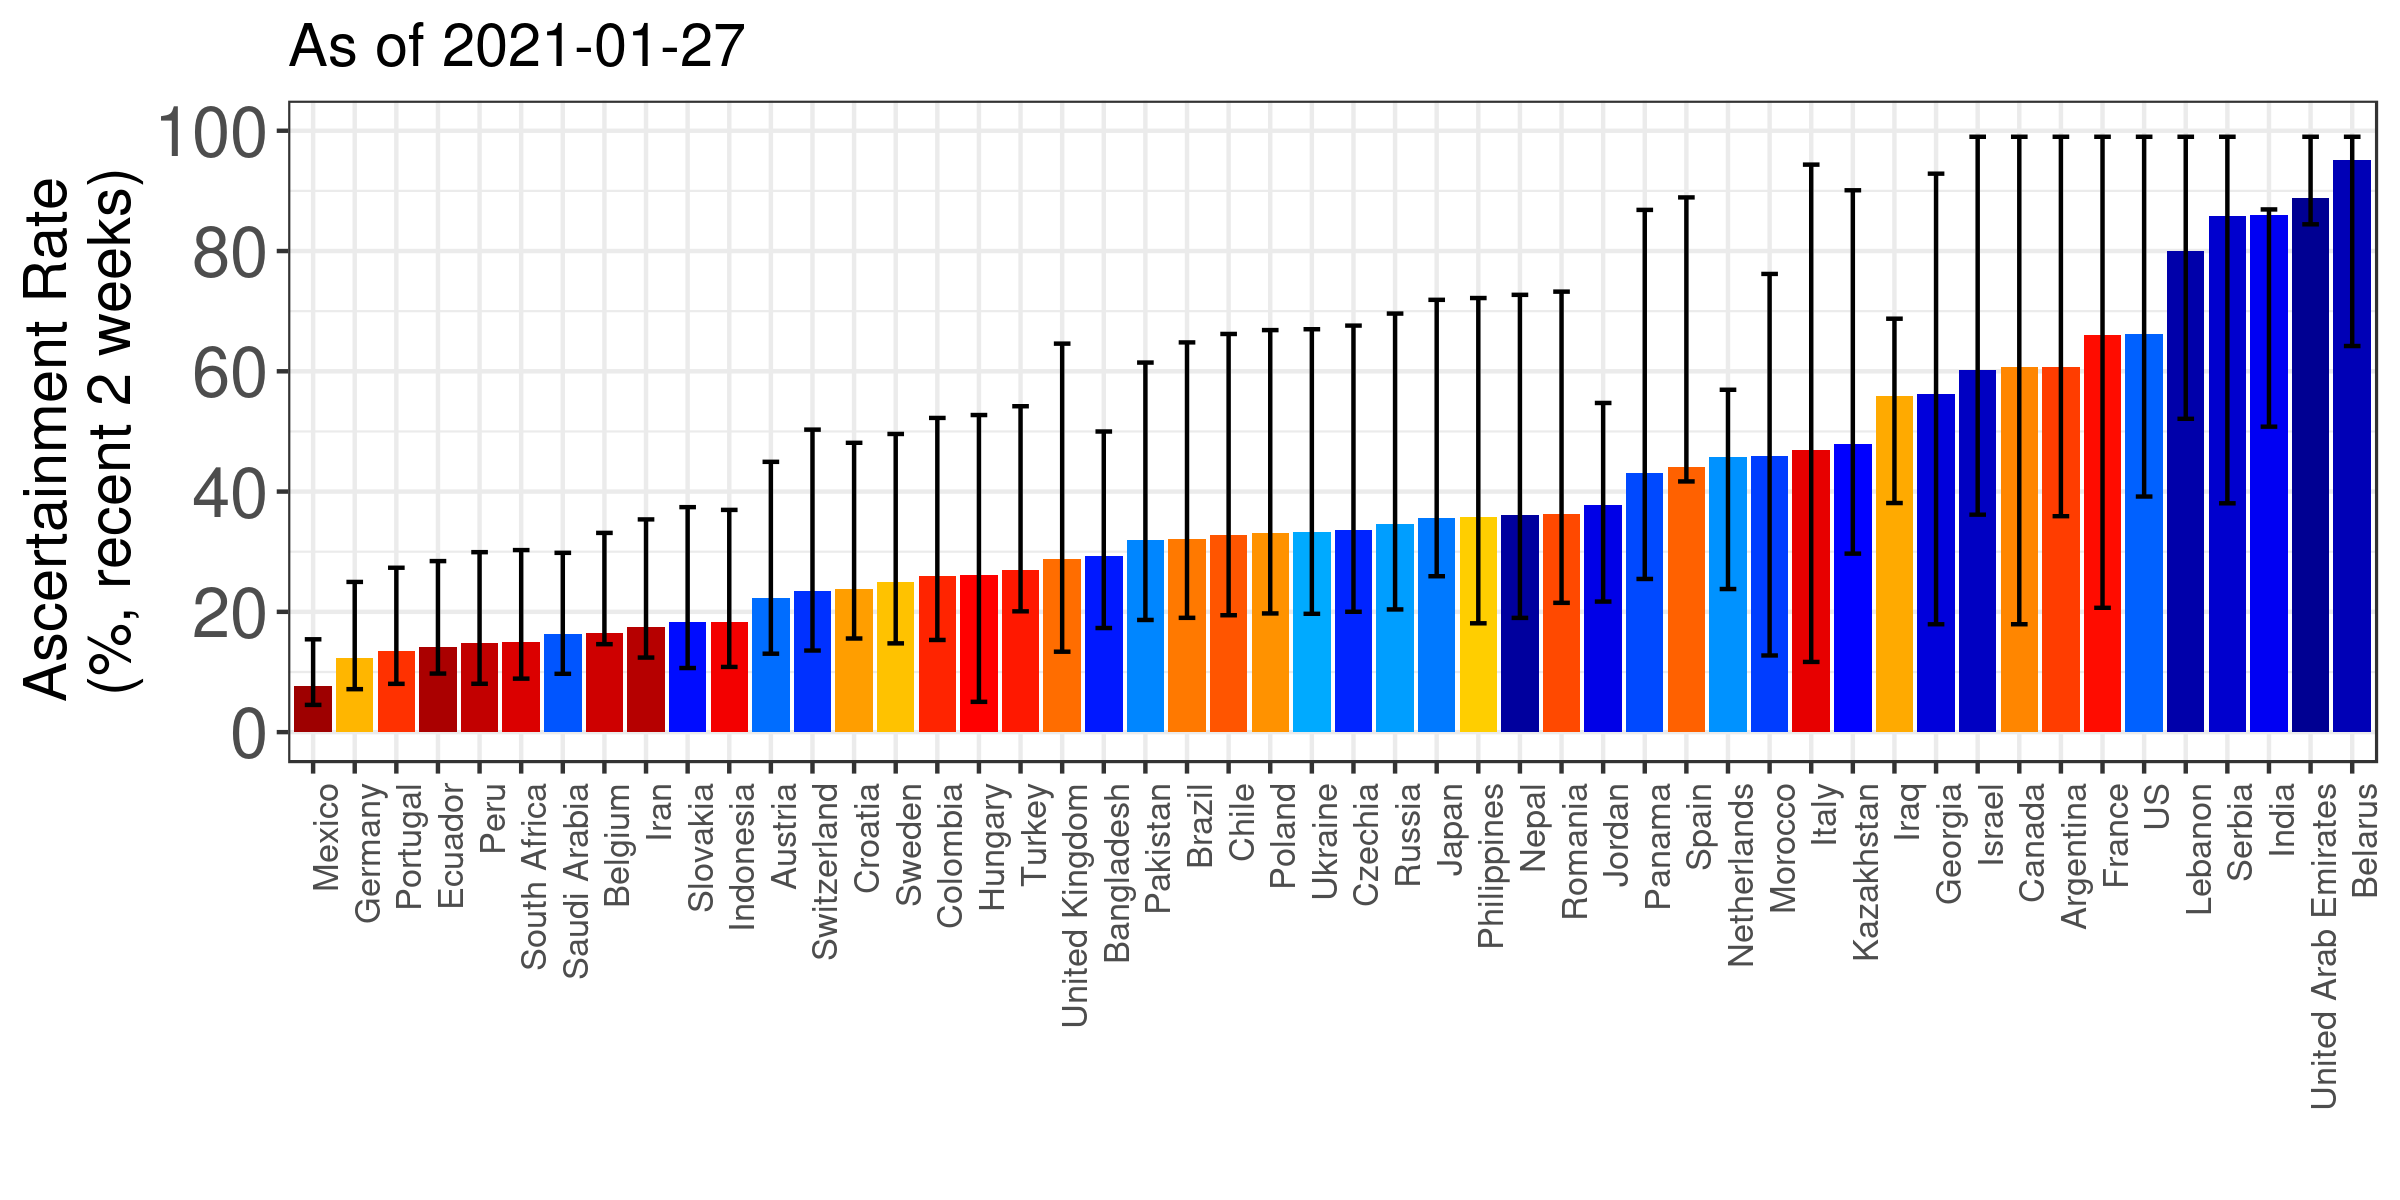 As of 2021-01-27
Ascertainment Rate
(%, recent 2 weeks)
100
80
60
40
20
0
Mexico
Germany
Portugal
Ecuador
Peru
South Africa
Saudi Arabia
Belgium
Iran
Slovakia
Indonesia
Austria
Switzerland
Croatia
Sweden
Colombia
Hungary
Turkey
United Kingdom
Bangladesh
Pakistan
Brazil
Chile
Poland
Ukraine
Czechia
Russia
Japan
Philippines
Nepal
Romania
Jordan
Panama
Spain
Netherlands
Morocco
Italy
Kazakhstan
Iraq
Georgia
Israel
Canada
Argentina
France
US
Lebanon
Serbia
India
United Arab Emirates
Belarus